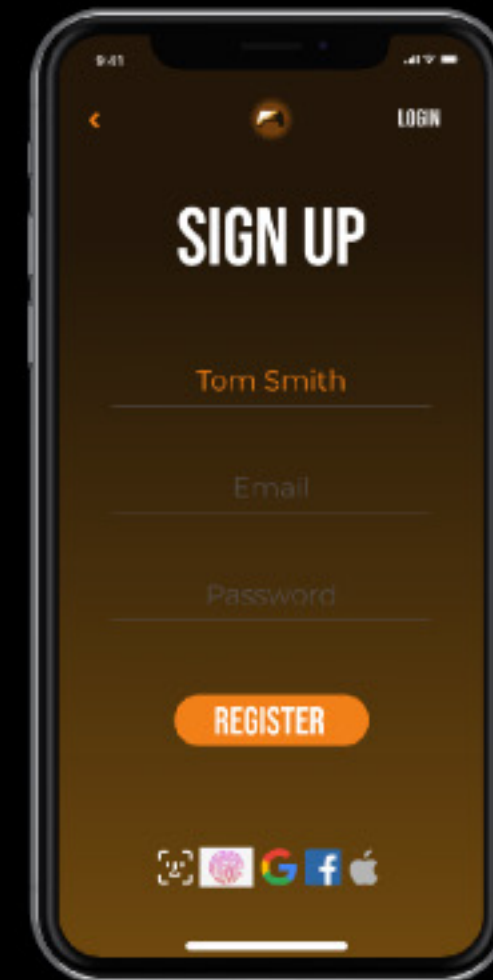 9:41
LOGIN
SIGN UP
Tom Smith
Email
Password
REGISTER